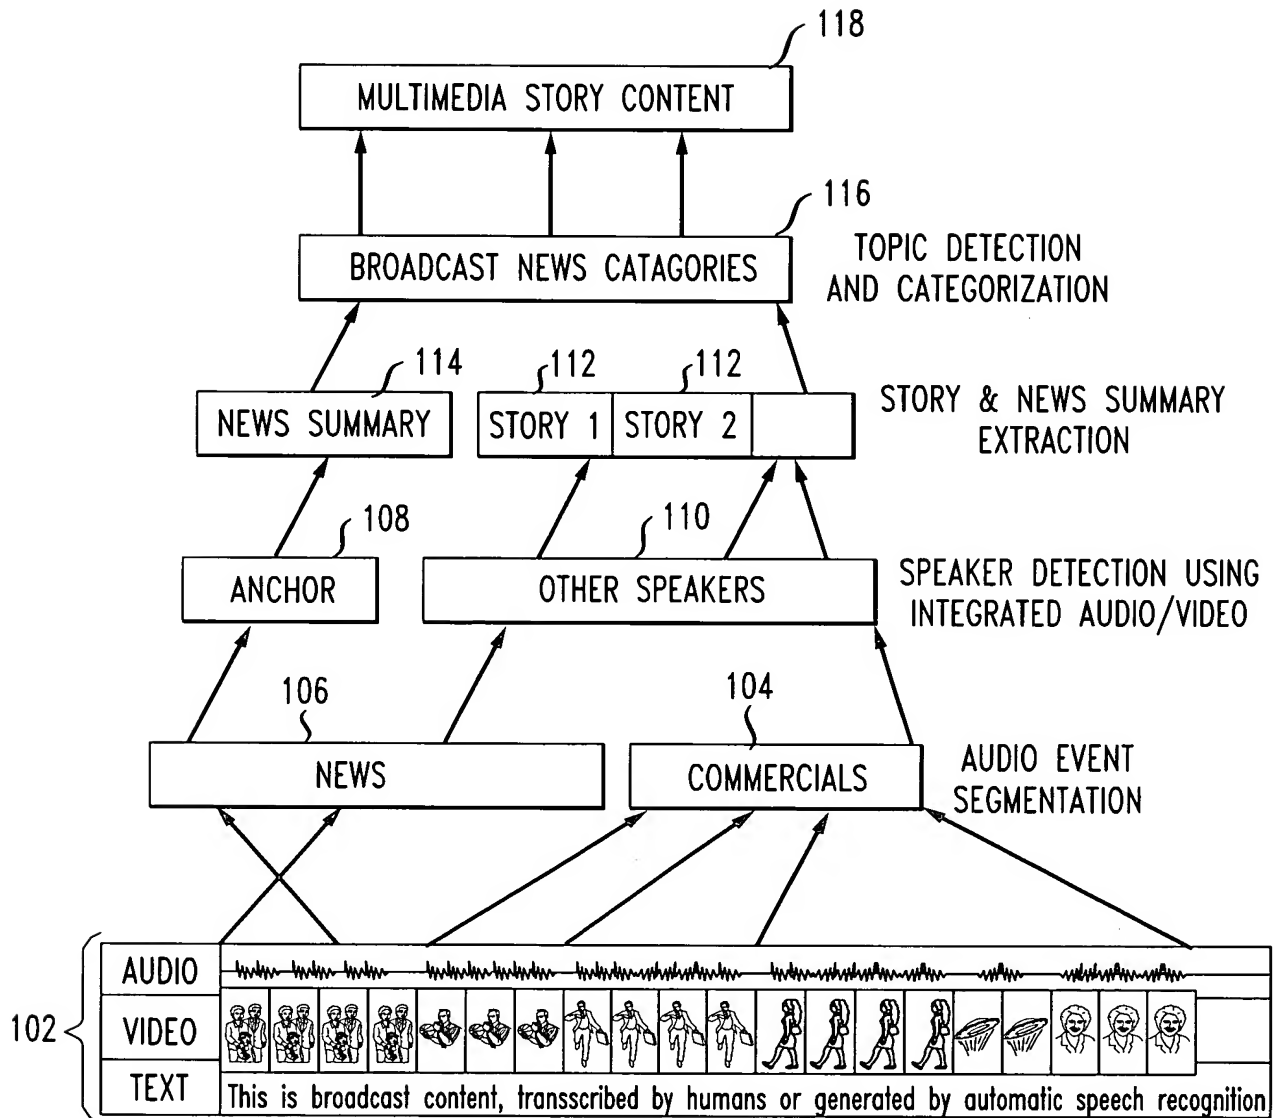 118
MULTIMEDIA STORY CONTENT
116
BROADCAST NEWS CATAGORIES
TOPIC DETECTION
AND CATEGORIZATION
114
112
112
NEWS SUMMARY
STORY 1
STORY 2
STORY & NEWS SUMMARY
EXTRACTION
108
110
ANCHOR
OTHER SPEAKERS
SPEAKER DETECTION USING
INTEGRATED AUDIO/VIDEO
106
104
NEWS
COMMERCIALS
AUDIO EVENT
SEGMENTATION
102
AUDIO
VIDEO
TEXT
This is broadcast content, transscribed by humans or generated by automatic speech recognition